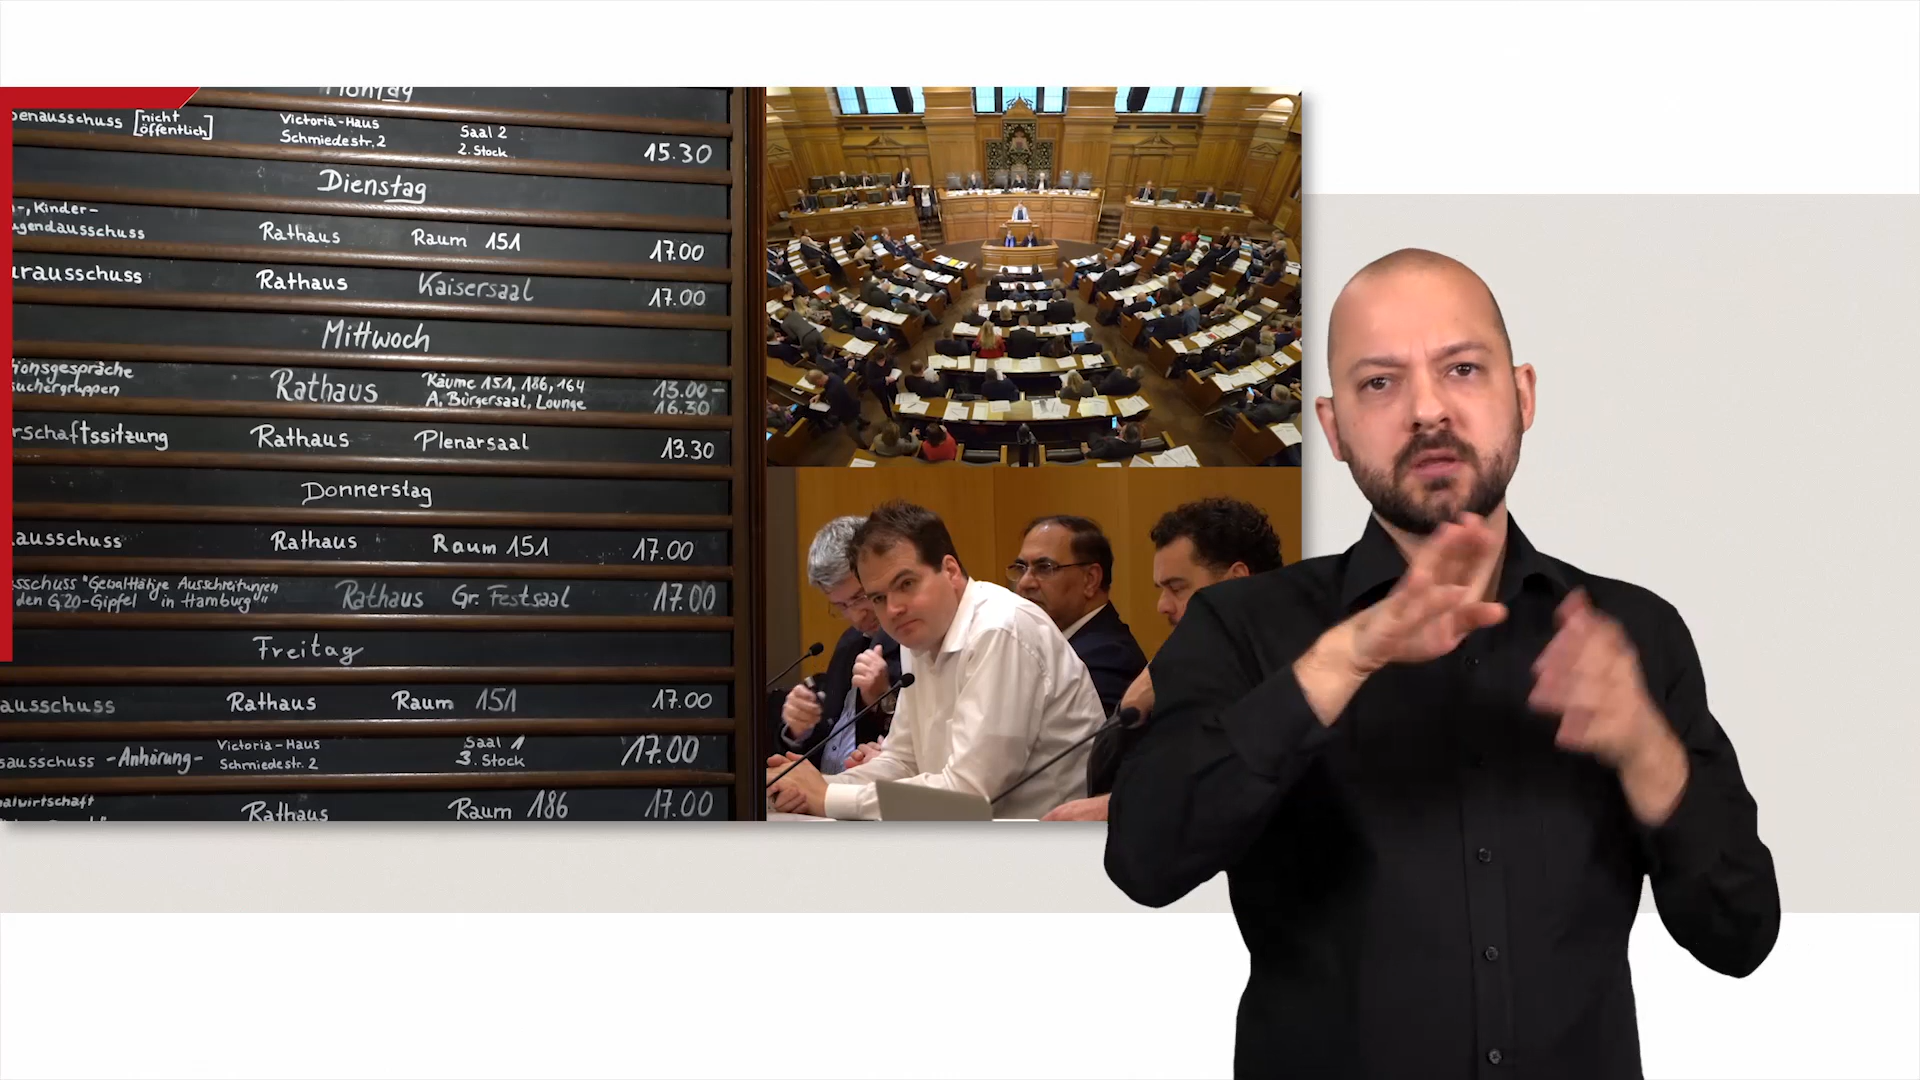 Montag
benausschuss [nicht öffentlich] Victoria-Haus Schmiedestr. 2 Saal 2 2. Stock 15.30
Dienstag
-, Kinder-
ugendausschuss Rathaus Raum 151 17.00
urausschuss Rathaus Kaisersaal 17.00
Mittwoch
tionsgespräche
suchergruppen Rathaus Räume 151, 186, 164 A, Bürgersaal, Lounge 13.00- 16.30
rschaftssitzung Rathaus Plenarsaal 13.30
Donnerstag
ausschuss Rathaus Raum 151 17.00
sschuss "Gewalttätige Ausschreitungen
den G20-Gipfel in Hamburg" Rathaus Gr. Festsaal 17.00
Freitag
ausschuss Rathaus Raum 151 17.00
sausschuss -Anhörung- Victoria-Haus Schmiedestr. 2 Saal 1 3. Stock 17.00
alwirtschaft Rathaus Raum 186 17.00